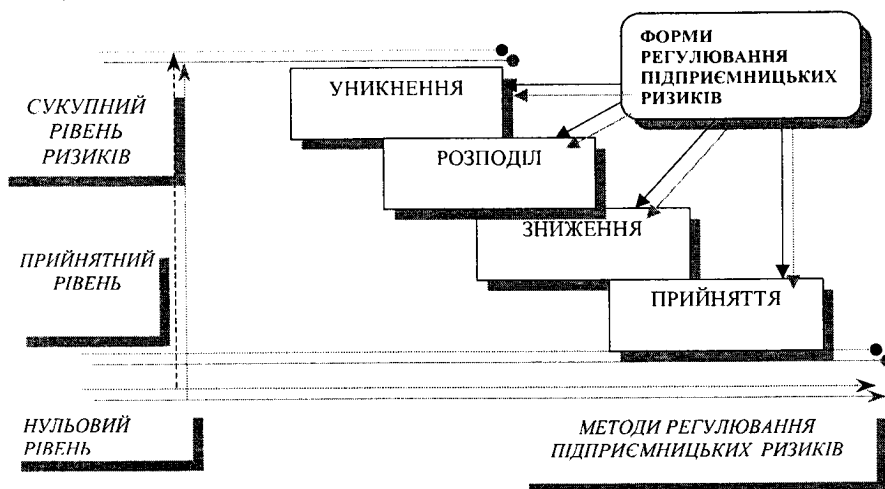 ФОРМИ
РЕГУЛЮВАННЯ
ПІДПРИЄМНИЦЬКИХ
РИЗИКІВ
УНИКНЕННЯ
СУКУПНИЙ
РІВЕНЬ
РИЗИКІВ
РОЗПОДІЛ
ЗНИЖЕННЯ
ПРИЙНЯТНИЙ
РІВЕНЬ
ПРИЙНЯТТЯ
НУЛЬОВИЙ
РІВЕНЬ
МЕТОДИ РЕГУЛЮВАННЯ
ПІДПРИЄМНИЦЬКИХ РИЗИКІВ